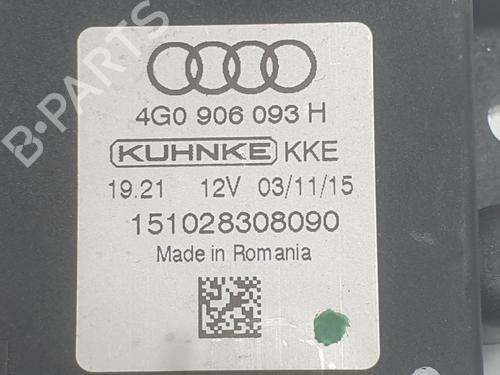 B-PARTS
4G0 906 093 H
KUHNKE KKE
19.21 12V 03/11/15
151028308090
Made in Romania